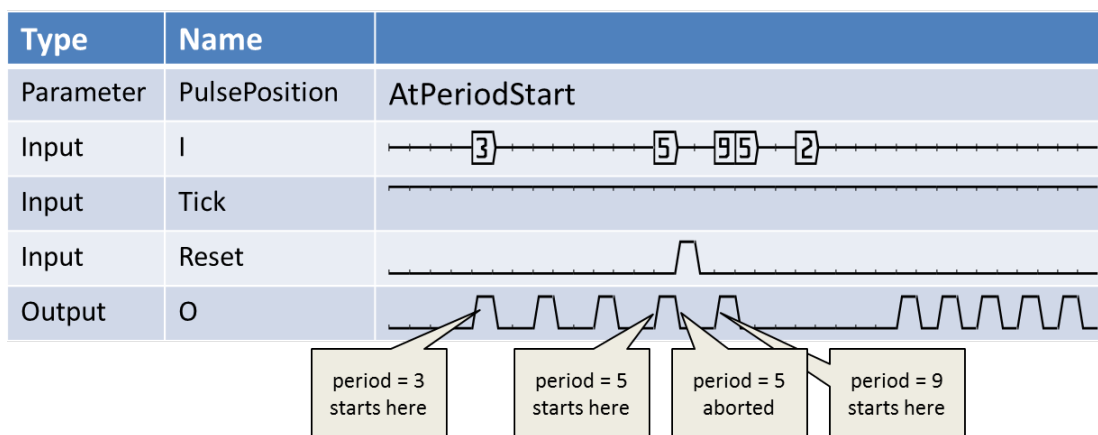 Type Name
Parameter PulsePosition AtPeriodStart
Input I 3 5 9 5 2
Input Tick
Input Reset
Output O
period = 3
starts here
period = 5
starts here
period = 5
aborted
period = 9
starts here